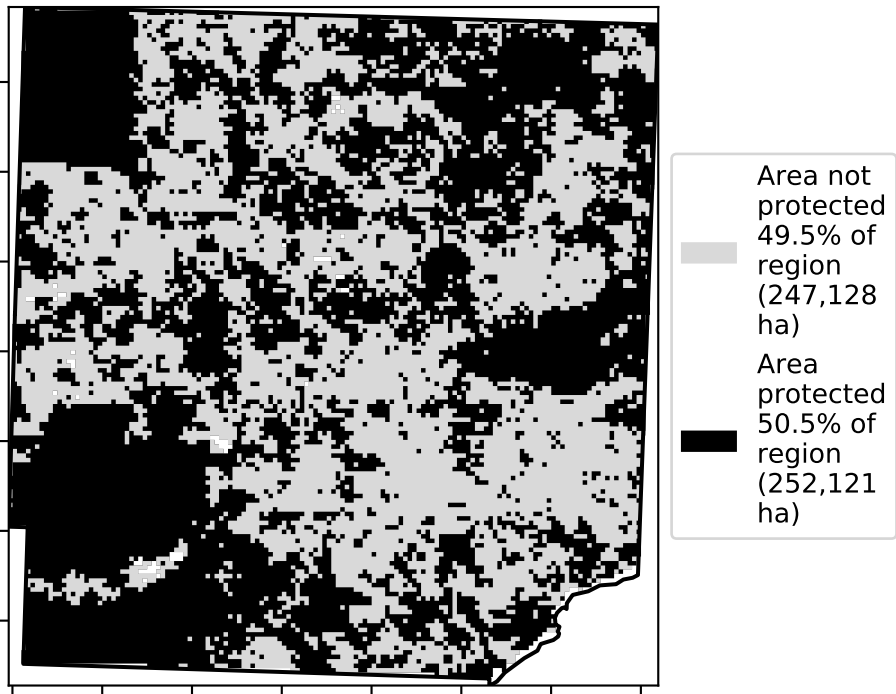 Area not
protected
49.5% of
region
(247,128
ha)
Area
protected
50.5% of
region
(252,121
ha)